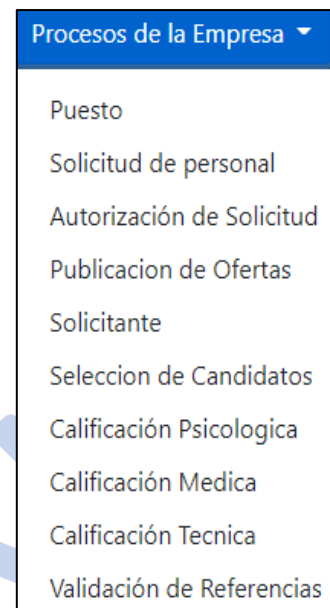 Procesos de la Empresa
Puesto
Solicitud de personal
Autorización de Solicitud
Publicacion de Ofertas
Solicitante
Seleccion de Candidatos
Calificación Psicologica
Calificación Medica
Calificación Tecnica
Validación de Referencias